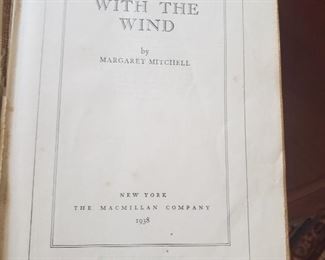 WITH THE
WIND
by
MARGARET MITCHELL
NEW YORK
THE MACMILLAN COMPANY
1938